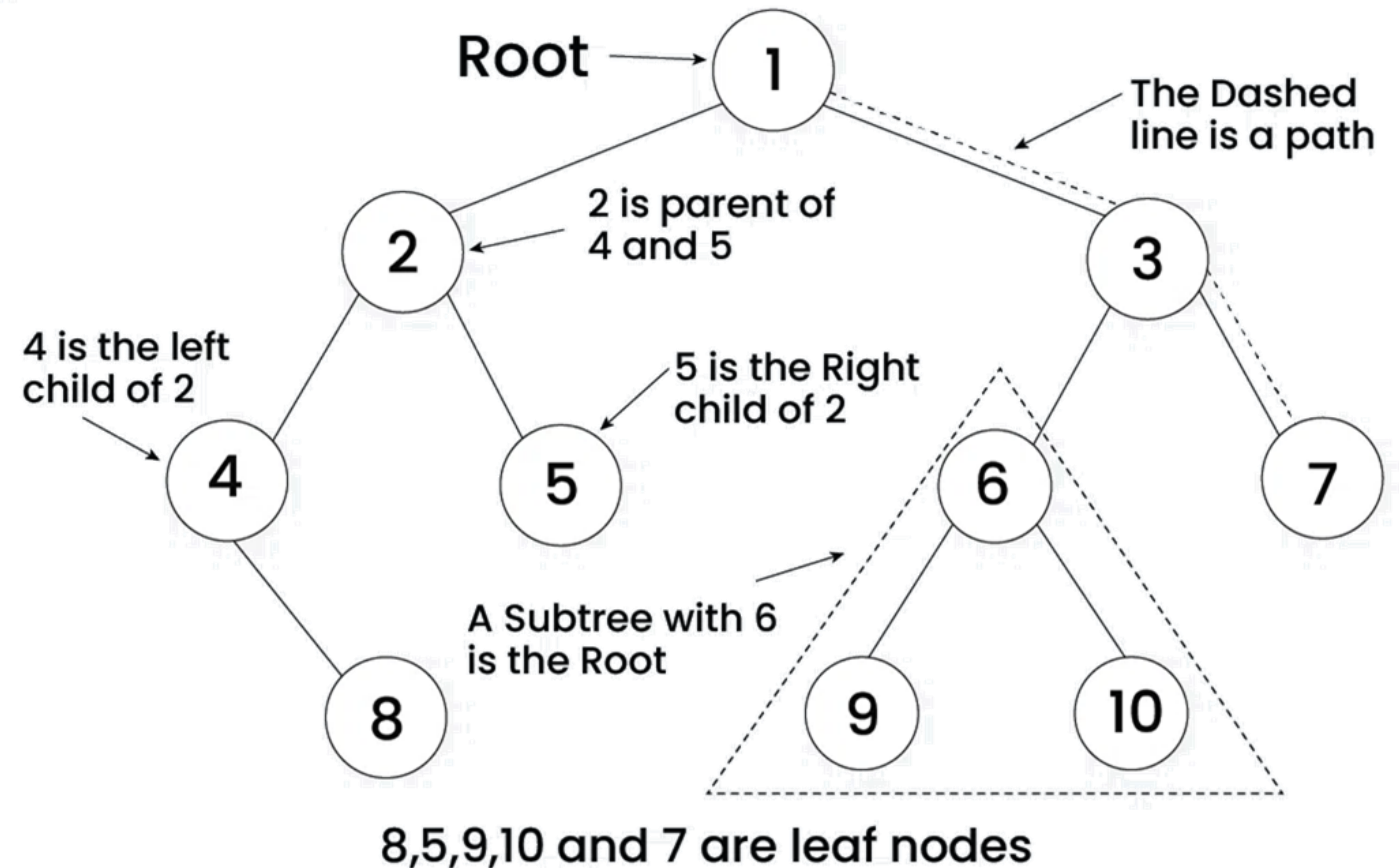 Root
1
The Dashed
line is a path
2
2 is parent of
4 and 5
3
4 is the left
child of 2
5 is the Right
child of 2
4
5
6
7
A Subtree with 6
is the Root
8
9
10
8,5,9,10 and 7 are leaf nodes